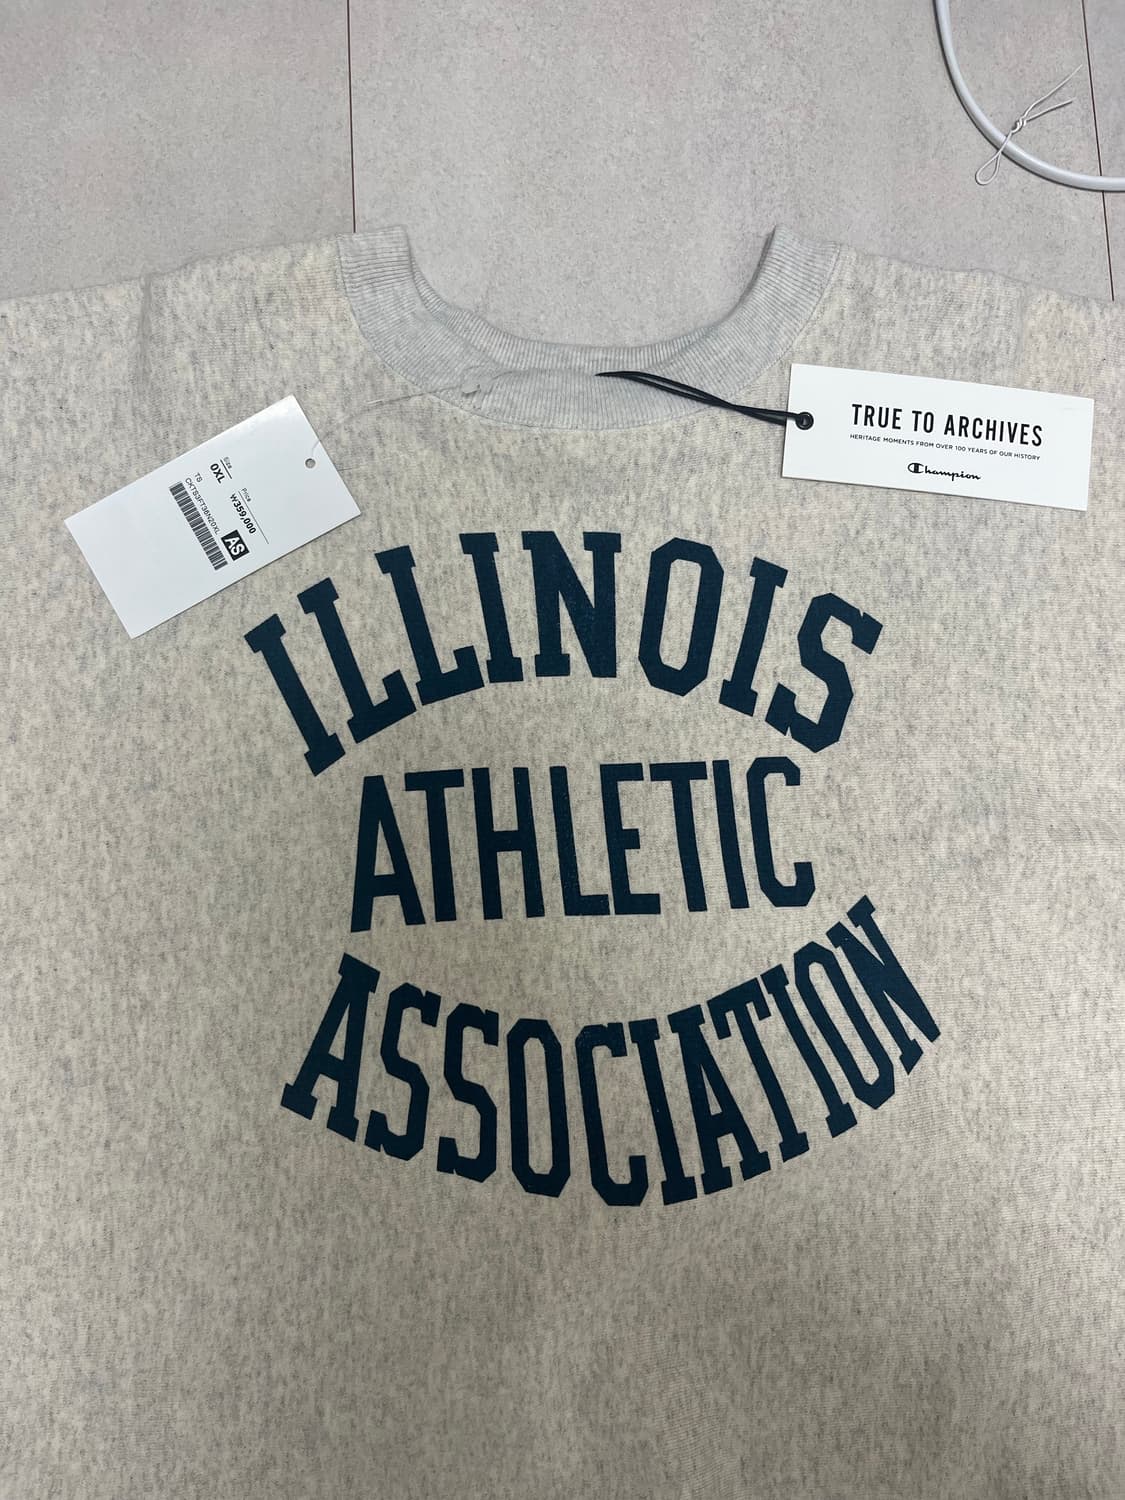 TRUE TO ARCHIVES
HERITAGE MOMENTS FROM OVER 100 YEARS OF OUR HISTORY
Champion
Size
0XL
Price
₩359,000
TS
CKTS3FT36N20XL
AS
ILLINOIS
ATHLETIC
ASSOCIATION